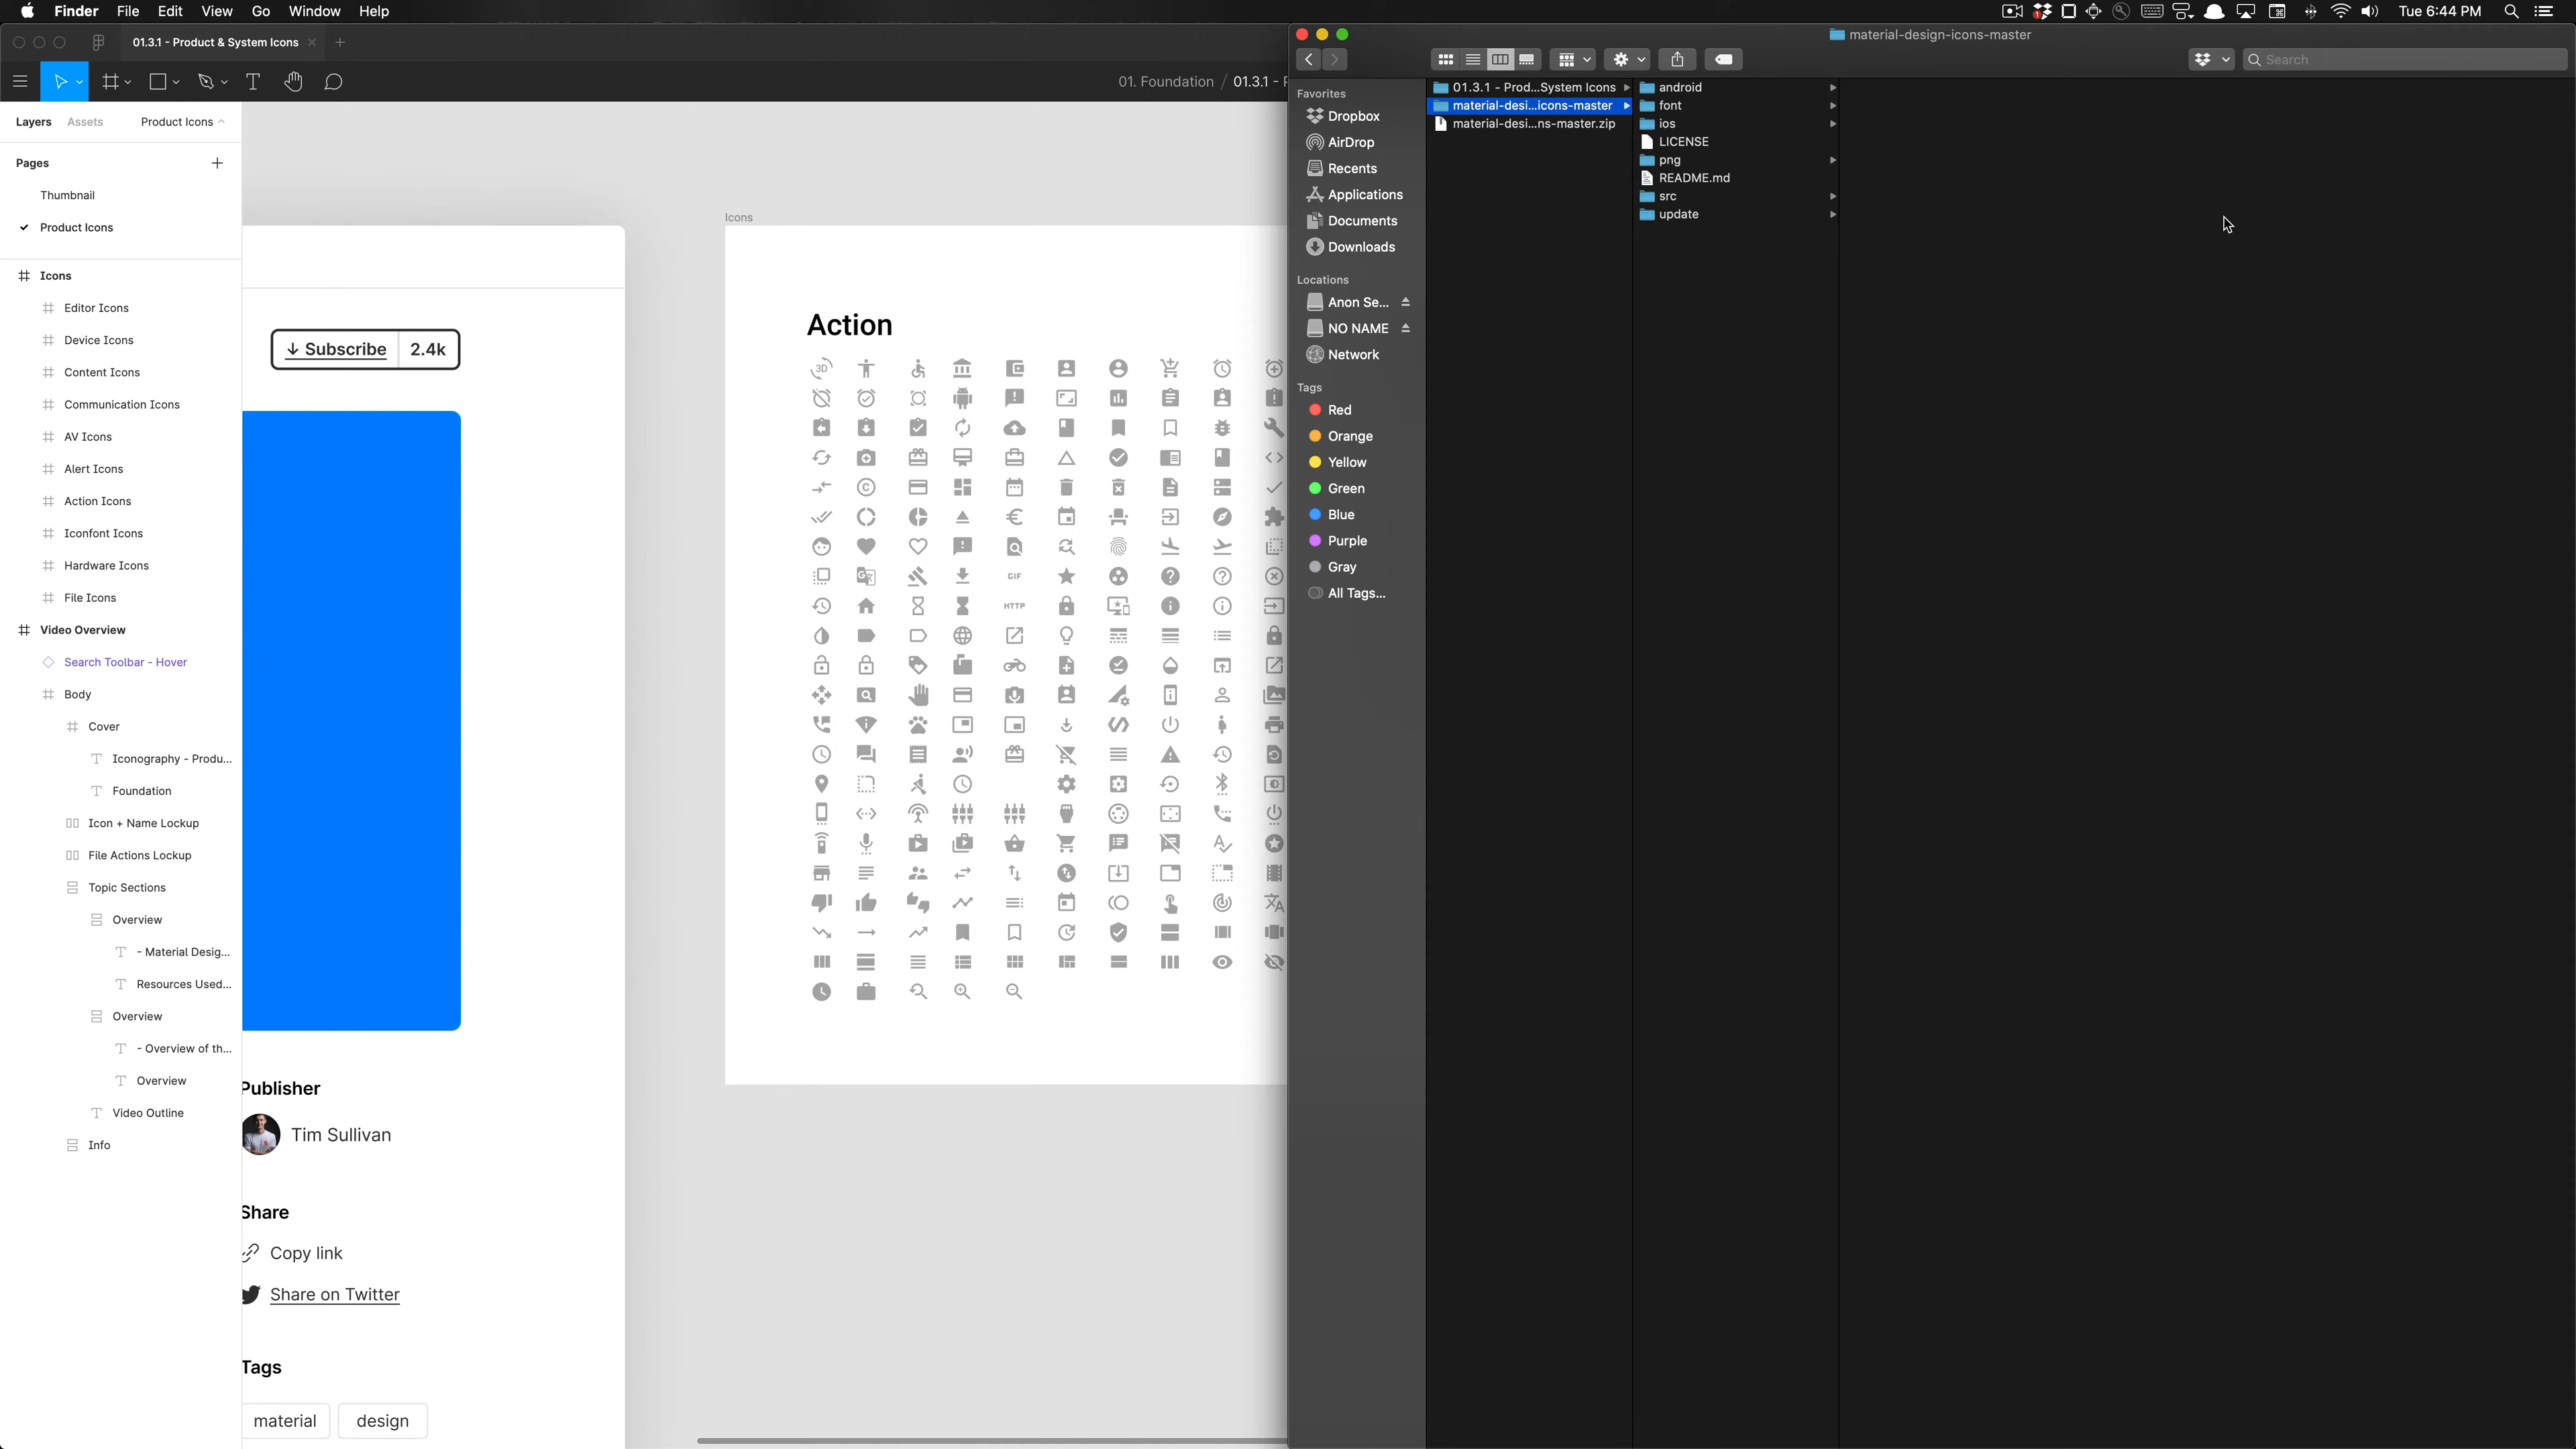 Finder File Edit View Go Window Help
Tue 6:44 PM
01.3.1 - Product & System Icons
material-design-icons-master
01. Foundation / 01.3.1 -
Search
Layers Assets Product Icons
Pages
Thumbnail
Product Icons
Icons
Editor Icons
Device Icons
Content Icons
Communication Icons
AV Icons
Alert Icons
Action Icons
Iconfont Icons
Hardware Icons
File Icons
Video Overview
Search Toolbar - Hover
Body
Cover
Iconography - Produ...
Foundation
Icon + Name Lockup
File Actions Lockup
Topic Sections
Overview
- Material Desig...
Resources Used...
Overview
- Overview of th...
Overview
Video Outline
Info
Subscribe 2.4k
Publisher
Tim Sullivan
Share
Copy link
Share on Twitter
Tags
material design
Icons
Action
3D
GIF
HTTP
Favorites
Dropbox
AirDrop
Recents
Applications
Documents
Downloads
Locations
Anon Se...
NO NAME
Network
Tags
Red
Orange
Yellow
Green
Blue
Purple
Gray
All Tags...
01.3.1 - Prod...System Icons
material-desi...icons-master
material-desi...ns-master.zip
android
font
ios
LICENSE
png
README.md
src
update